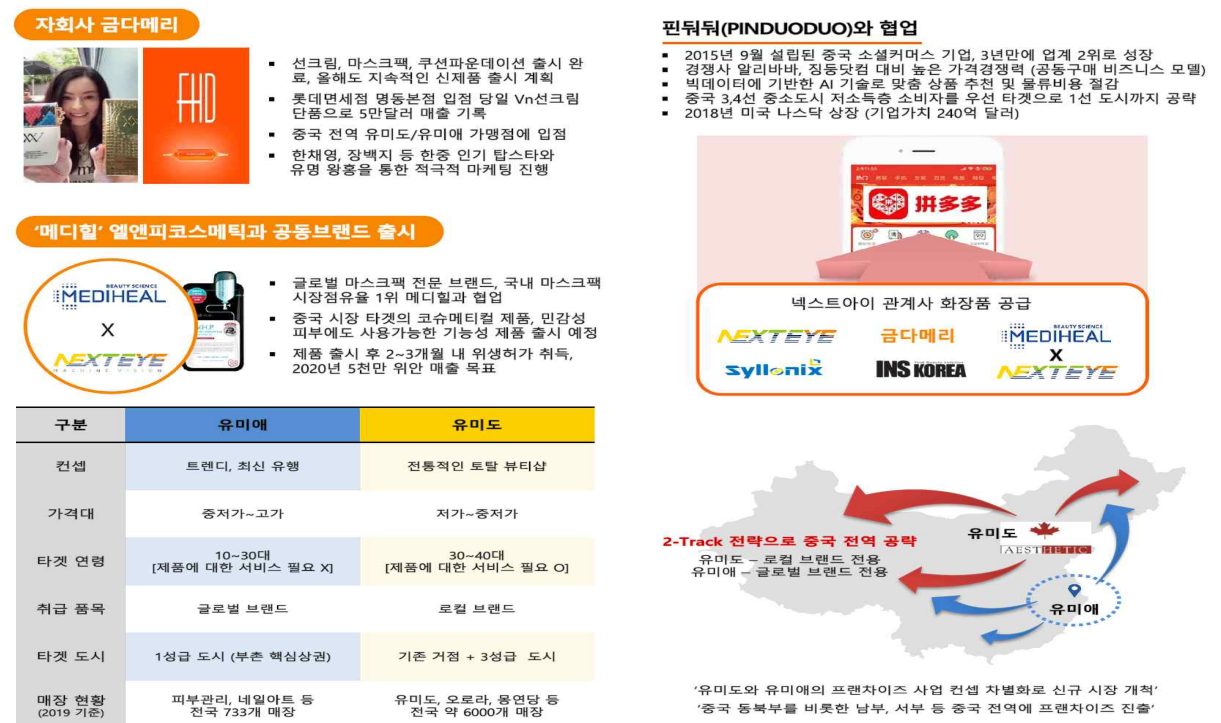 자회사 금다메리
FHD
▪ 선크림, 마스크팩, 쿠션파운데이션 출시 완
료, 올해도 지속적인 신제품 출시 계획
▪ 롯데면세점 명동본점 입점 당일 Vn선크림
단품으로 5만달러 매출 기록
▪ 중국 전역 유미도/유미애 가맹점에 입점
▪ 한채영, 장백지 등 한중 인기 탑스타와
유명 왕홍을 통한 적극적 마케팅 진행
'메디힐' 엘앤피코스메틱과 공동브랜드 출시
BEAUTY SCIENCE
MEDIHEAL
X
NEXTEYE
MACHINE VISION
▪ 글로벌 마스크팩 전문 브랜드, 국내 마스크팩
시장점유율 1위 메디힐과 협업
▪ 중국 시장 타겟의 코슈메티컬 제품, 민감성
피부에도 사용가능한 기능성 제품 출시 예정
▪ 제품 출시 후 2~3개월 내 위생허가 취득,
2020년 5천만 위안 매출 목표
구분 유미애 유미도
컨셉 트렌디, 최신 유행 전통적인 토탈 뷰티샵
가격대 중저가~고가 저가~중저가
타겟 연령 10~30대 30~40대
[제품에 대한 서비스 필요 X] [제품에 대한 서비스 필요 O]
취급 품목 글로벌 브랜드 로컬 브랜드
타겟 도시 1성급 도시 (부촌 핵심상권) 기존 거점 + 3성급 도시
매장 현황 피부관리, 네일아트 등 유미도, 오로라, 몽연당 등
(2019 기준) 전국 733개 매장 전국 약 6000개 매장
핀둬둬(PINDUODUO)와 협업
▪ 2015년 9월 설립된 중국 소셜커머스 기업, 3년만에 업계 2위로 성장
▪ 경쟁사 알리바바, 징둥닷컴 대비 높은 가격경쟁력 (공동구매 비즈니스 모델)
▪ 빅데이터에 기반한 AI 기술로 맞춤 상품 추천 및 물류비용 절감
▪ 중국 3,4선 중소도시 저소득층 소비자를 우선 타겟으로 1선 도시까지 공략
▪ 2018년 미국 나스닥 상장 (기업가치 240억 달러)
拼多多
넥스트아이 관계사 화장품 공급
NEXTEYE 금다메리 BEAUTY SCIENCE
MEDIHEAL
X
Syllonix INS KOREA NEXTEYE
유미도
AESTHETIC
2-Track 전략으로 중국 전역 공략
유미도 – 로컬 브랜드 전용
유미애 – 글로벌 브랜드 전용
유미애
'유미도와 유미애의 프랜차이즈 사업 컨셉 차별화로 신규 시장 개척'
'중국 동북부를 비롯한 남부, 서부 등 중국 전역에 프랜차이즈 진출'